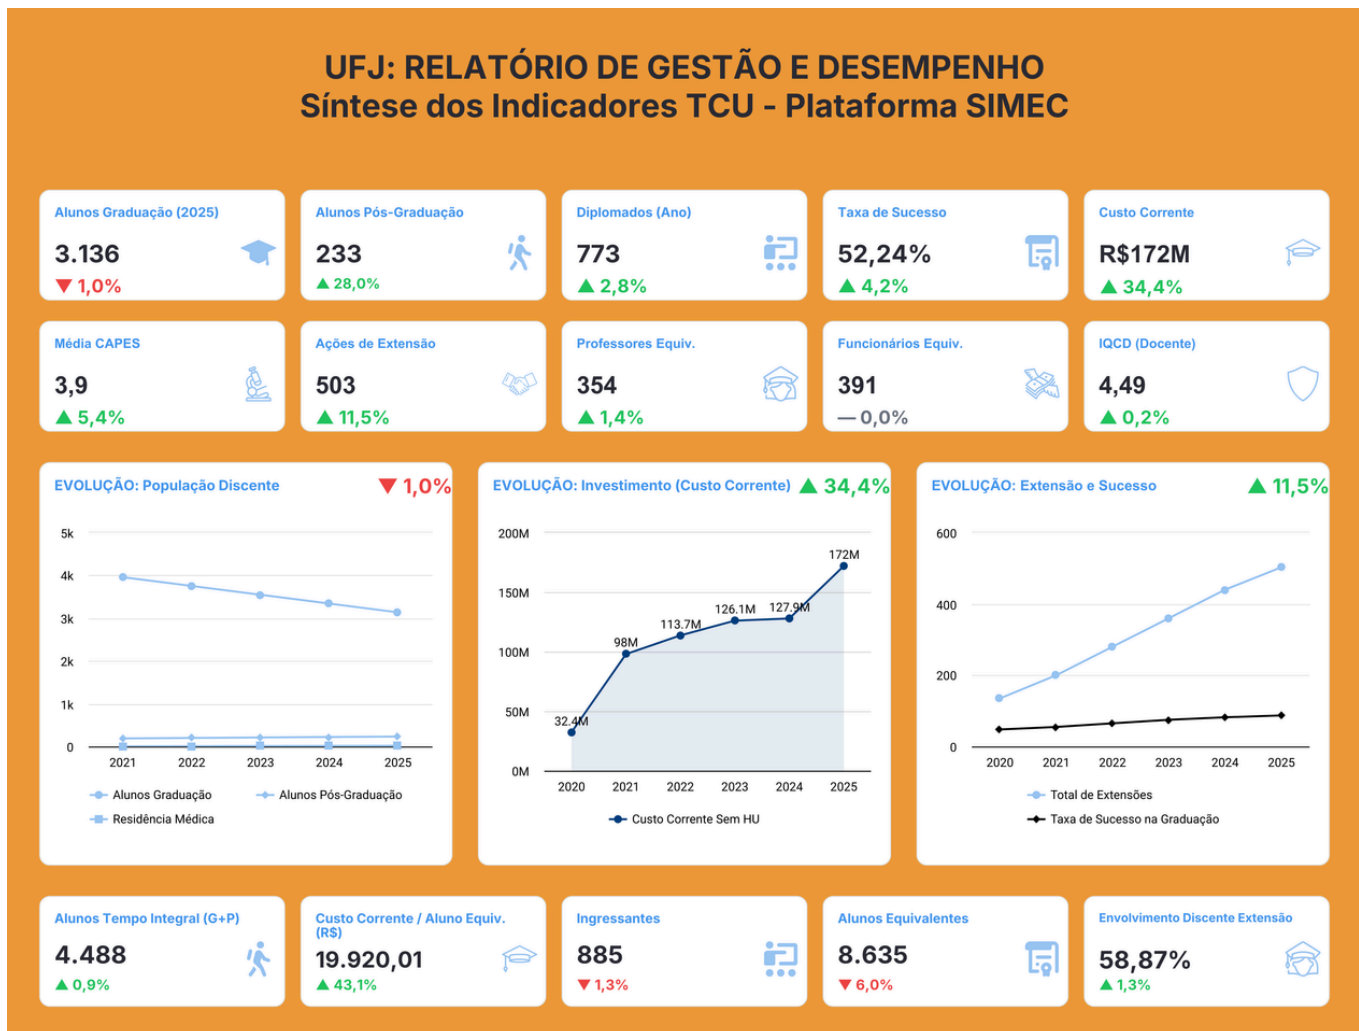 UFJ: RELATÓRIO DE GESTÃO E DESEMPENHO
Síntese dos Indicadores TCU - Plataforma SIMEC
Alunos Graduação (2025)
3.136
▼ 1,0%
Alunos Pós-Graduação
233
▲ 28,0%
Diplomados (Ano)
773
▲ 2,8%
Taxa de Sucesso
52,24%
▲ 4,2%
Custo Corrente
R$172M
▲ 34,4%
Média CAPES
3,9
▲ 5,4%
Ações de Extensão
503
▲ 11,5%
Professores Equiv.
354
▲ 1,4%
Funcionários Equiv.
391
— 0,0%
IQCD (Docente)
4,49
▲ 0,2%
EVOLUÇÃO: População Discente
▼ 1,0%
5k
4k
3k
2k
1k
0
2021 2022 2023 2024 2025
Alunos Graduação Alunos Pós-Graduação
Residência Médica
EVOLUÇÃO: Investimento (Custo Corrente)
▲ 34,4%
200M
150M
100M
50M
0M
32.4M
98M
113.7M
126.1M
127.9M
172M
2020 2021 2022 2023 2024 2025
Custo Corrente Sem HU
EVOLUÇÃO: Extensão e Sucesso
▲ 11,5%
600
400
200
0
2020 2021 2022 2023 2024 2025
Total de Extensões
Taxa de Sucesso na Graduação
Alunos Tempo Integral (G+P)
4.488
▲ 0,9%
Custo Corrente / Aluno Equiv.
(R$)
19.920,01
▲ 43,1%
Ingressantes
885
▼ 1,3%
Alunos Equivalentes
8.635
▼ 6,0%
Envolvimento Discente Extensão
58,87%
▲ 1,3%